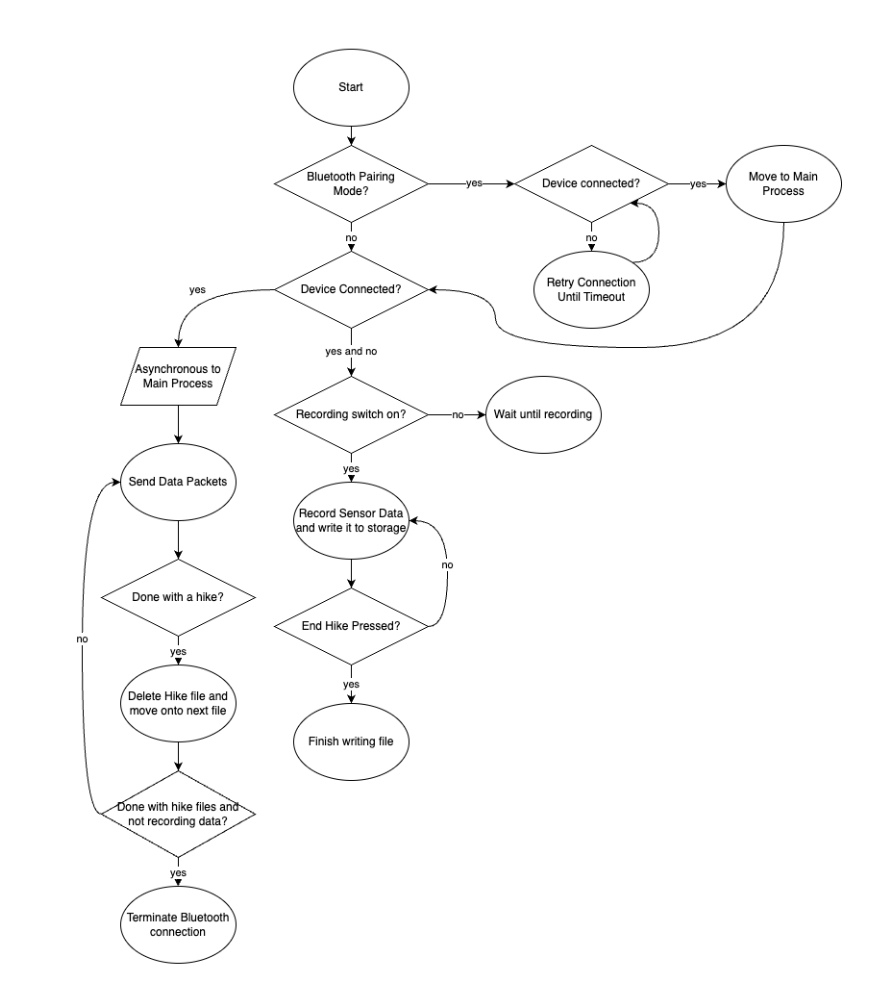 Start
Bluetooth Pairing
Mode?
yes
Device connected?
yes
Move to Main
Process
no
no
Retry Connection
Until Timeout
Device Connected?
yes
yes and no
Asynchronous to
Main Process
Recording switch on?
no
Wait until recording
yes
Send Data Packets
Record Sensor Data
and write it to storage
no
Done with a hike?
End Hike Pressed?
no
yes
yes
Delete Hike file and
move onto next file
Finish writing file
Done with hike files and
not recording data?
yes
Terminate Bluetooth
connection